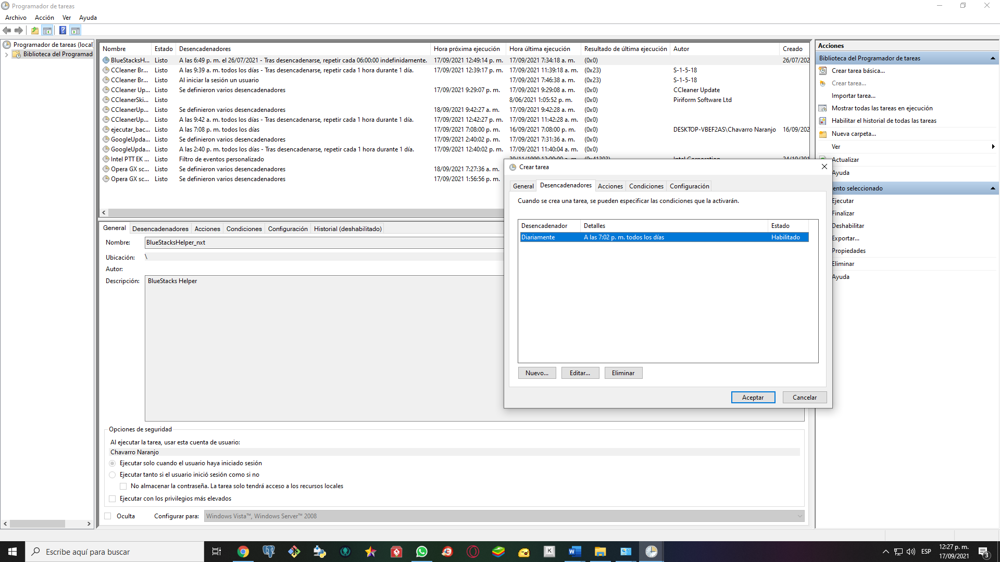 Programador de tareas
Archivo Acción Ver Ayuda
Programador de tareas (local
Biblioteca del Programad
Nombre Estado Desencadenadores Hora próxima ejecución Hora última ejecución Resultado de última ejecución Autor Creado
BlueStacksH... Listo A las 6:49 p. m. el 26/07/2021 - Tras desencadenarse, repetir cada 06:00:00 indefinidamente. 17/09/2021 12:49:14 p. m. 17/09/2021 7:34:18 a. m. (0x0) 26/07/202
CCleaner Br... Listo A las 9:39 a. m. todos los días - Tras desencadenarse, repetir cada 1 hora durante 1 día. 17/09/2021 12:39:17 p. m. 17/09/2021 11:39:18 a. m. (0x23) S-1-5-18
CCleaner Br... Listo Al iniciar la sesión un usuario 17/09/2021 7:46:38 a. m. (0x23) S-1-5-18
CCleaner Up... Listo Se definieron varios desencadenadores 17/09/2021 9:29:07 p. m. 17/09/2021 9:29:08 a. m. (0x0) CCleaner Update
CCleanerSki... Listo 8/06/2021 1:05:52 p. m. (0x0) Piriform Software Ltd
CCleanerUp... Listo Se definieron varios desencadenadores 18/09/2021 9:42:27 a. m. 17/09/2021 9:42:28 a. m. (0x0)
CCleanerUp... Listo A las 9:42 a. m. todos los días - Tras desencadenarse, repetir cada 1 hora durante 1 día. 17/09/2021 12:42:27 p. m. 17/09/2021 11:42:28 a. m. (0x0)
ejecutar_bac... Listo A las 7:08 p. m. todos los días 17/09/2021 7:08:00 p. m. 16/09/2021 7:08:00 p. m. (0x0) DESKTOP-VBEF2AS\Chavarro Naranjo 16/09/202
GoogleUpda... Listo Se definieron varios desencadenadores 17/09/2021 2:40:02 p. m. 17/09/2021 7:31:36 a. m. (0x0)
GoogleUpda... Listo A las 2:40 p. m. todos los días - Tras desencadenarse, repetir cada 1 hora durante 1 día. 17/09/2021 12:40:02 p. m. 17/09/2021 11:40:04 a. m. (0x0)
Intel PTT EK ... Listo Filtro de eventos personalizado 30/11/1999 12:00:00 a. m. (0x41303) Intel Corporation 24/10/201
Opera GX sc... Listo Se definieron varios desencadenadores 18/09/2021 7:27:36 a. m.
Opera GX sc... Listo Se definieron varios desencadenadores 17/09/2021 1:56:56 p. m.
General Desencadenadores Acciones Condiciones Configuración Historial (deshabilitado)
Nombre: BlueStacksHelper_nxt
Ubicación: \
Autor:
Descripción: BlueStacks Helper
Opciones de seguridad
Al ejecutar la tarea, usar esta cuenta de usuario:
Chavarro Naranjo
Ejecutar solo cuando el usuario haya iniciado sesión
Ejecutar tanto si el usuario inició sesión como si no
No almacenar la contraseña. La tarea solo tendrá acceso a los recursos locales
Ejecutar con los privilegios más elevados
Oculta Configurar para: Windows Vista™, Windows Server™ 2008
Crear tarea
General Desencadenadores Acciones Condiciones Configuración
Cuando se crea una tarea, se pueden especificar las condiciones que la activarán.
Desencadenador Detalles Estado
Diariamente A las 7:02 p. m. todos los días Habilitado
Nuevo... Editar... Eliminar
Aceptar Cancelar
Acciones
Biblioteca del Programador de tareas
Crear tarea básica...
Crear tarea...
Importar tarea...
Mostrar todas las tareas en ejecución
Habilitar el historial de todas las tareas
Nueva carpeta...
Ver
Actualizar
Ayuda
ento seleccionado
Ejecutar
Finalizar
Deshabilitar
Exportar...
Propiedades
Eliminar
Ayuda
Escribe aquí para buscar
K
ESP
12:27 p. m.
17/09/2021
3